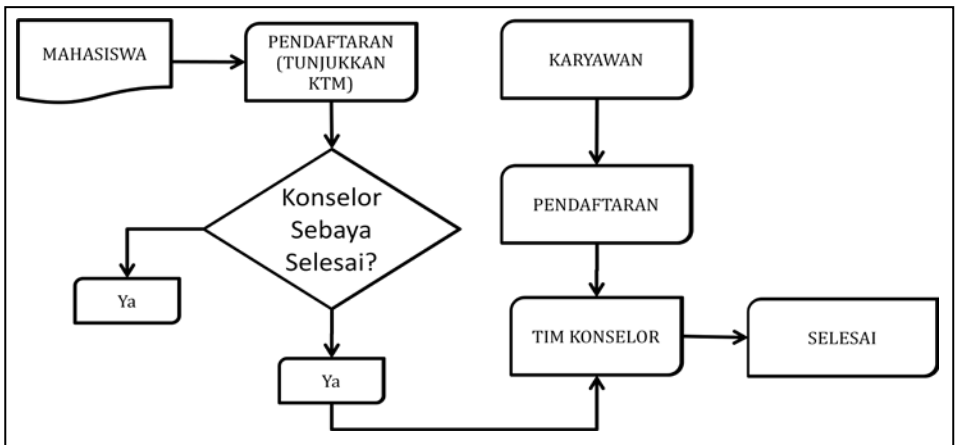 MAHASISWA
PENDAFTARAN
(TUNJUKKAN
KTM)
Konselor
Sebaya
Selesai?
Ya
Ya
KARYAWAN
PENDAFTARAN
TIM KONSELOR
SELESAI